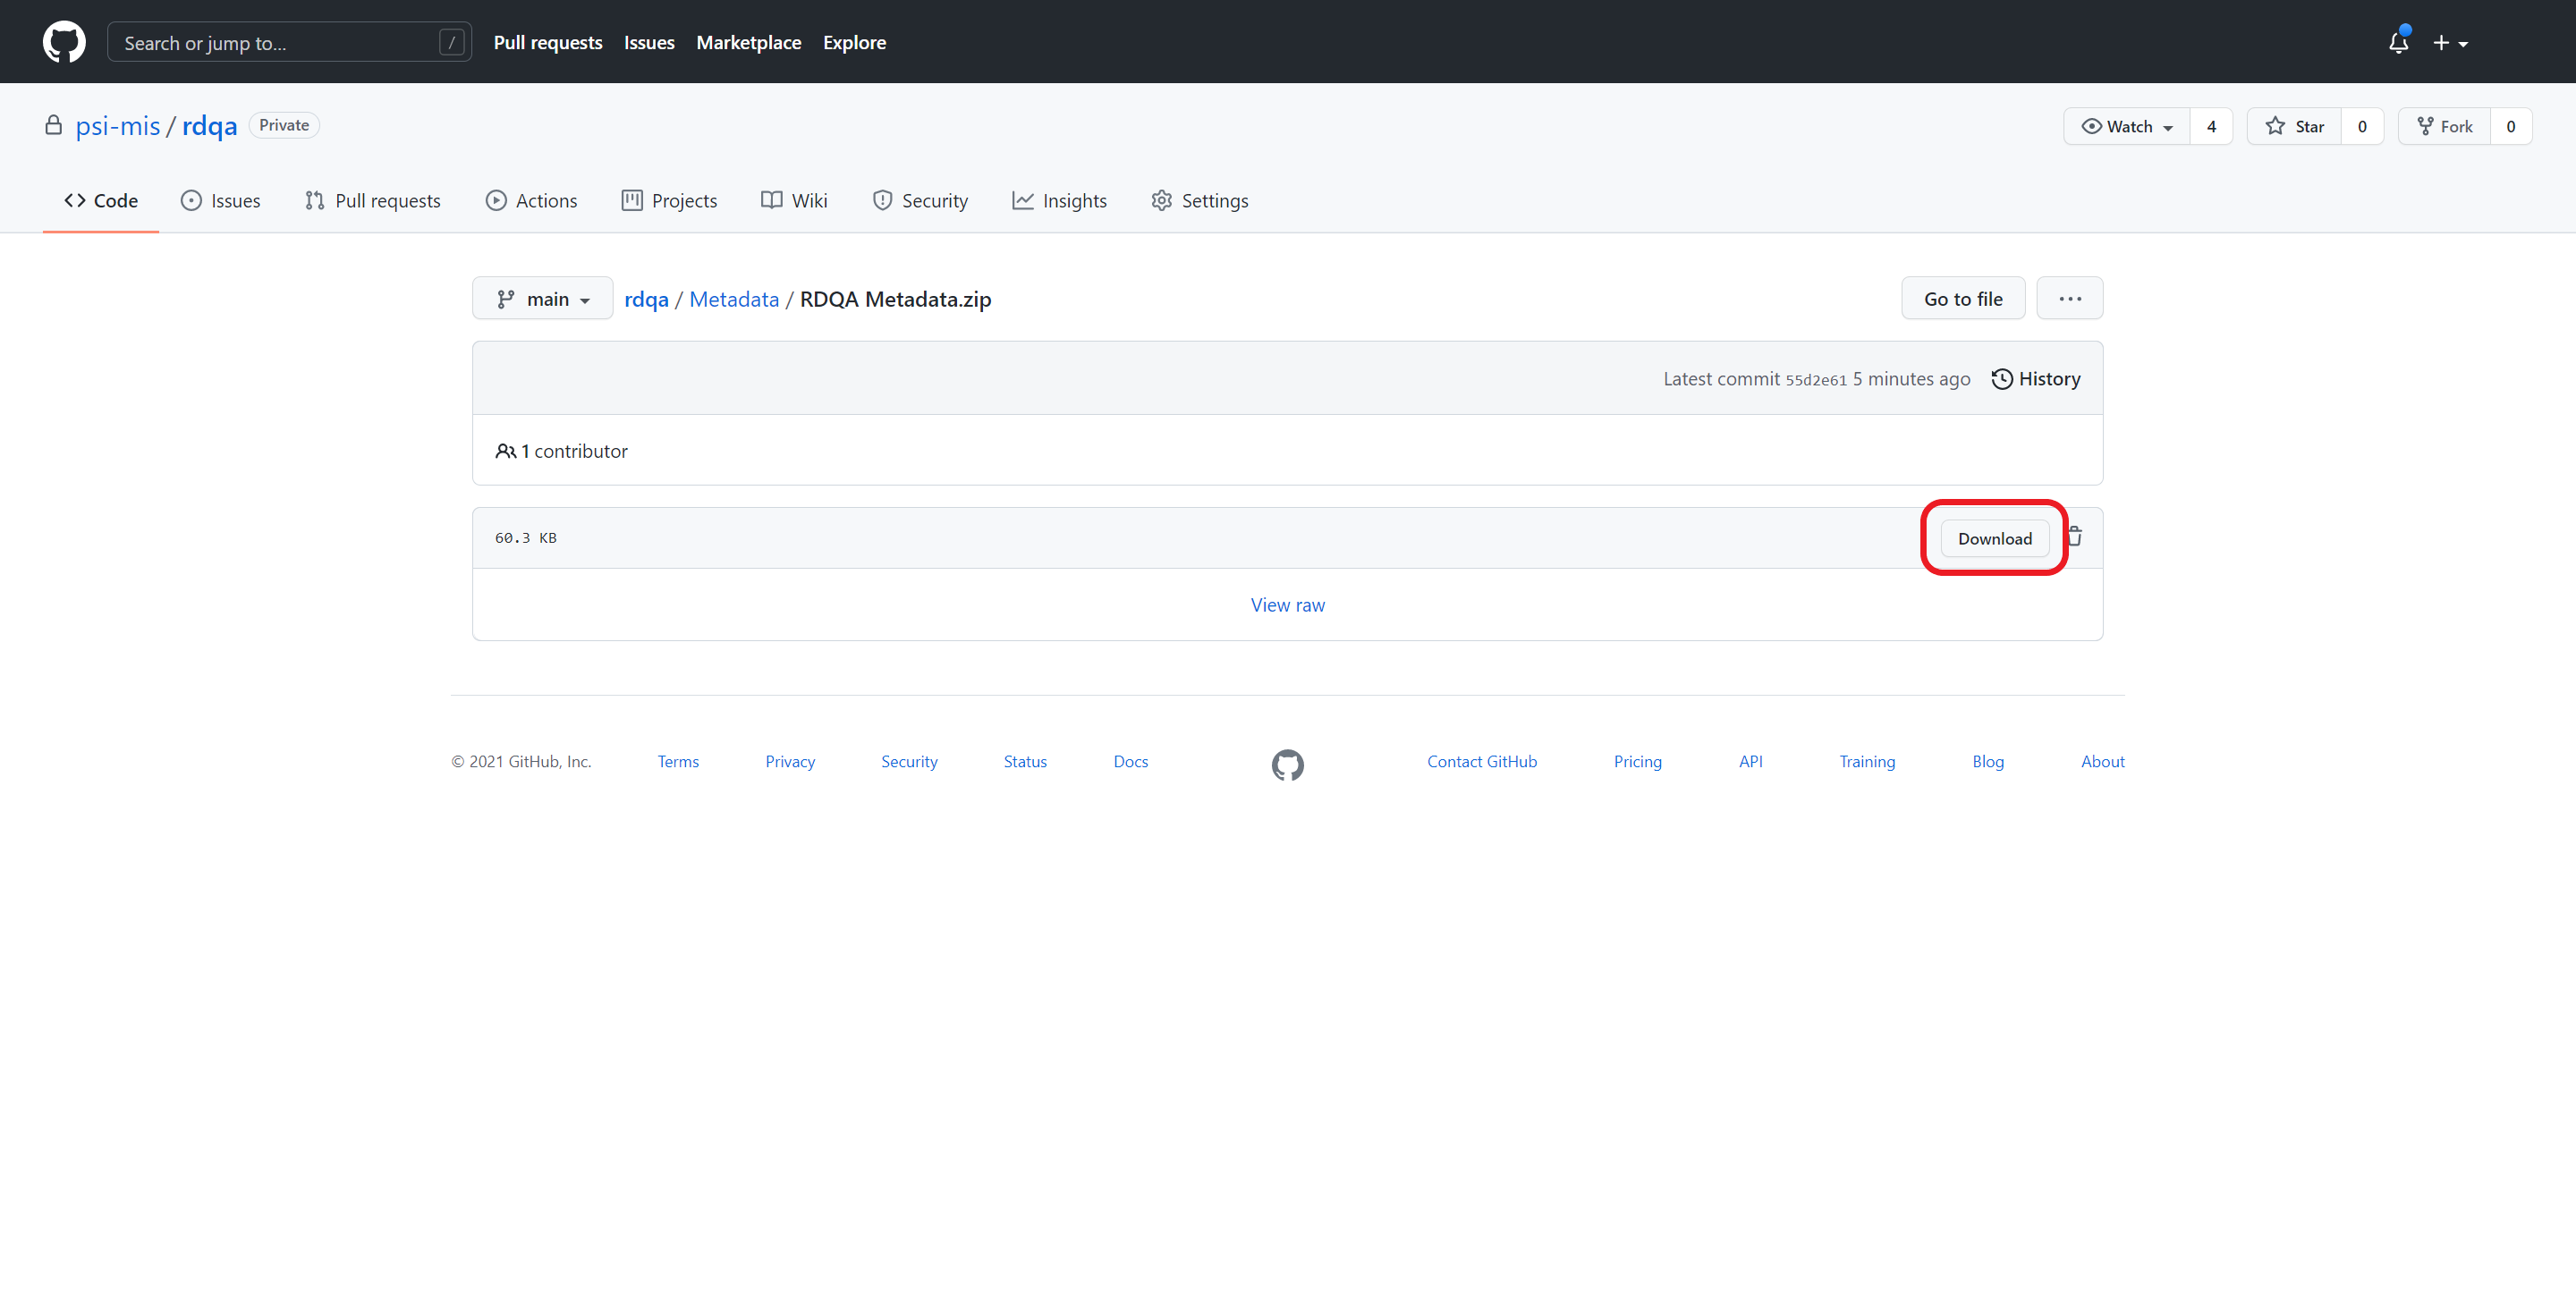 Search or jump to... / Pull requests Issues Marketplace Explore
psi-mis / rdqa Private Watch 4 Star 0 Fork 0
Code Issues Pull requests Actions Projects Wiki Security Insights Settings
main rdqa / Metadata / RDQA Metadata.zip Go to file ...
Latest commit 55d2e61 5 minutes ago History
1 contributor
60.3 KB Download
View raw
© 2021 GitHub, Inc. Terms Privacy Security Status Docs Contact GitHub Pricing API Training Blog About